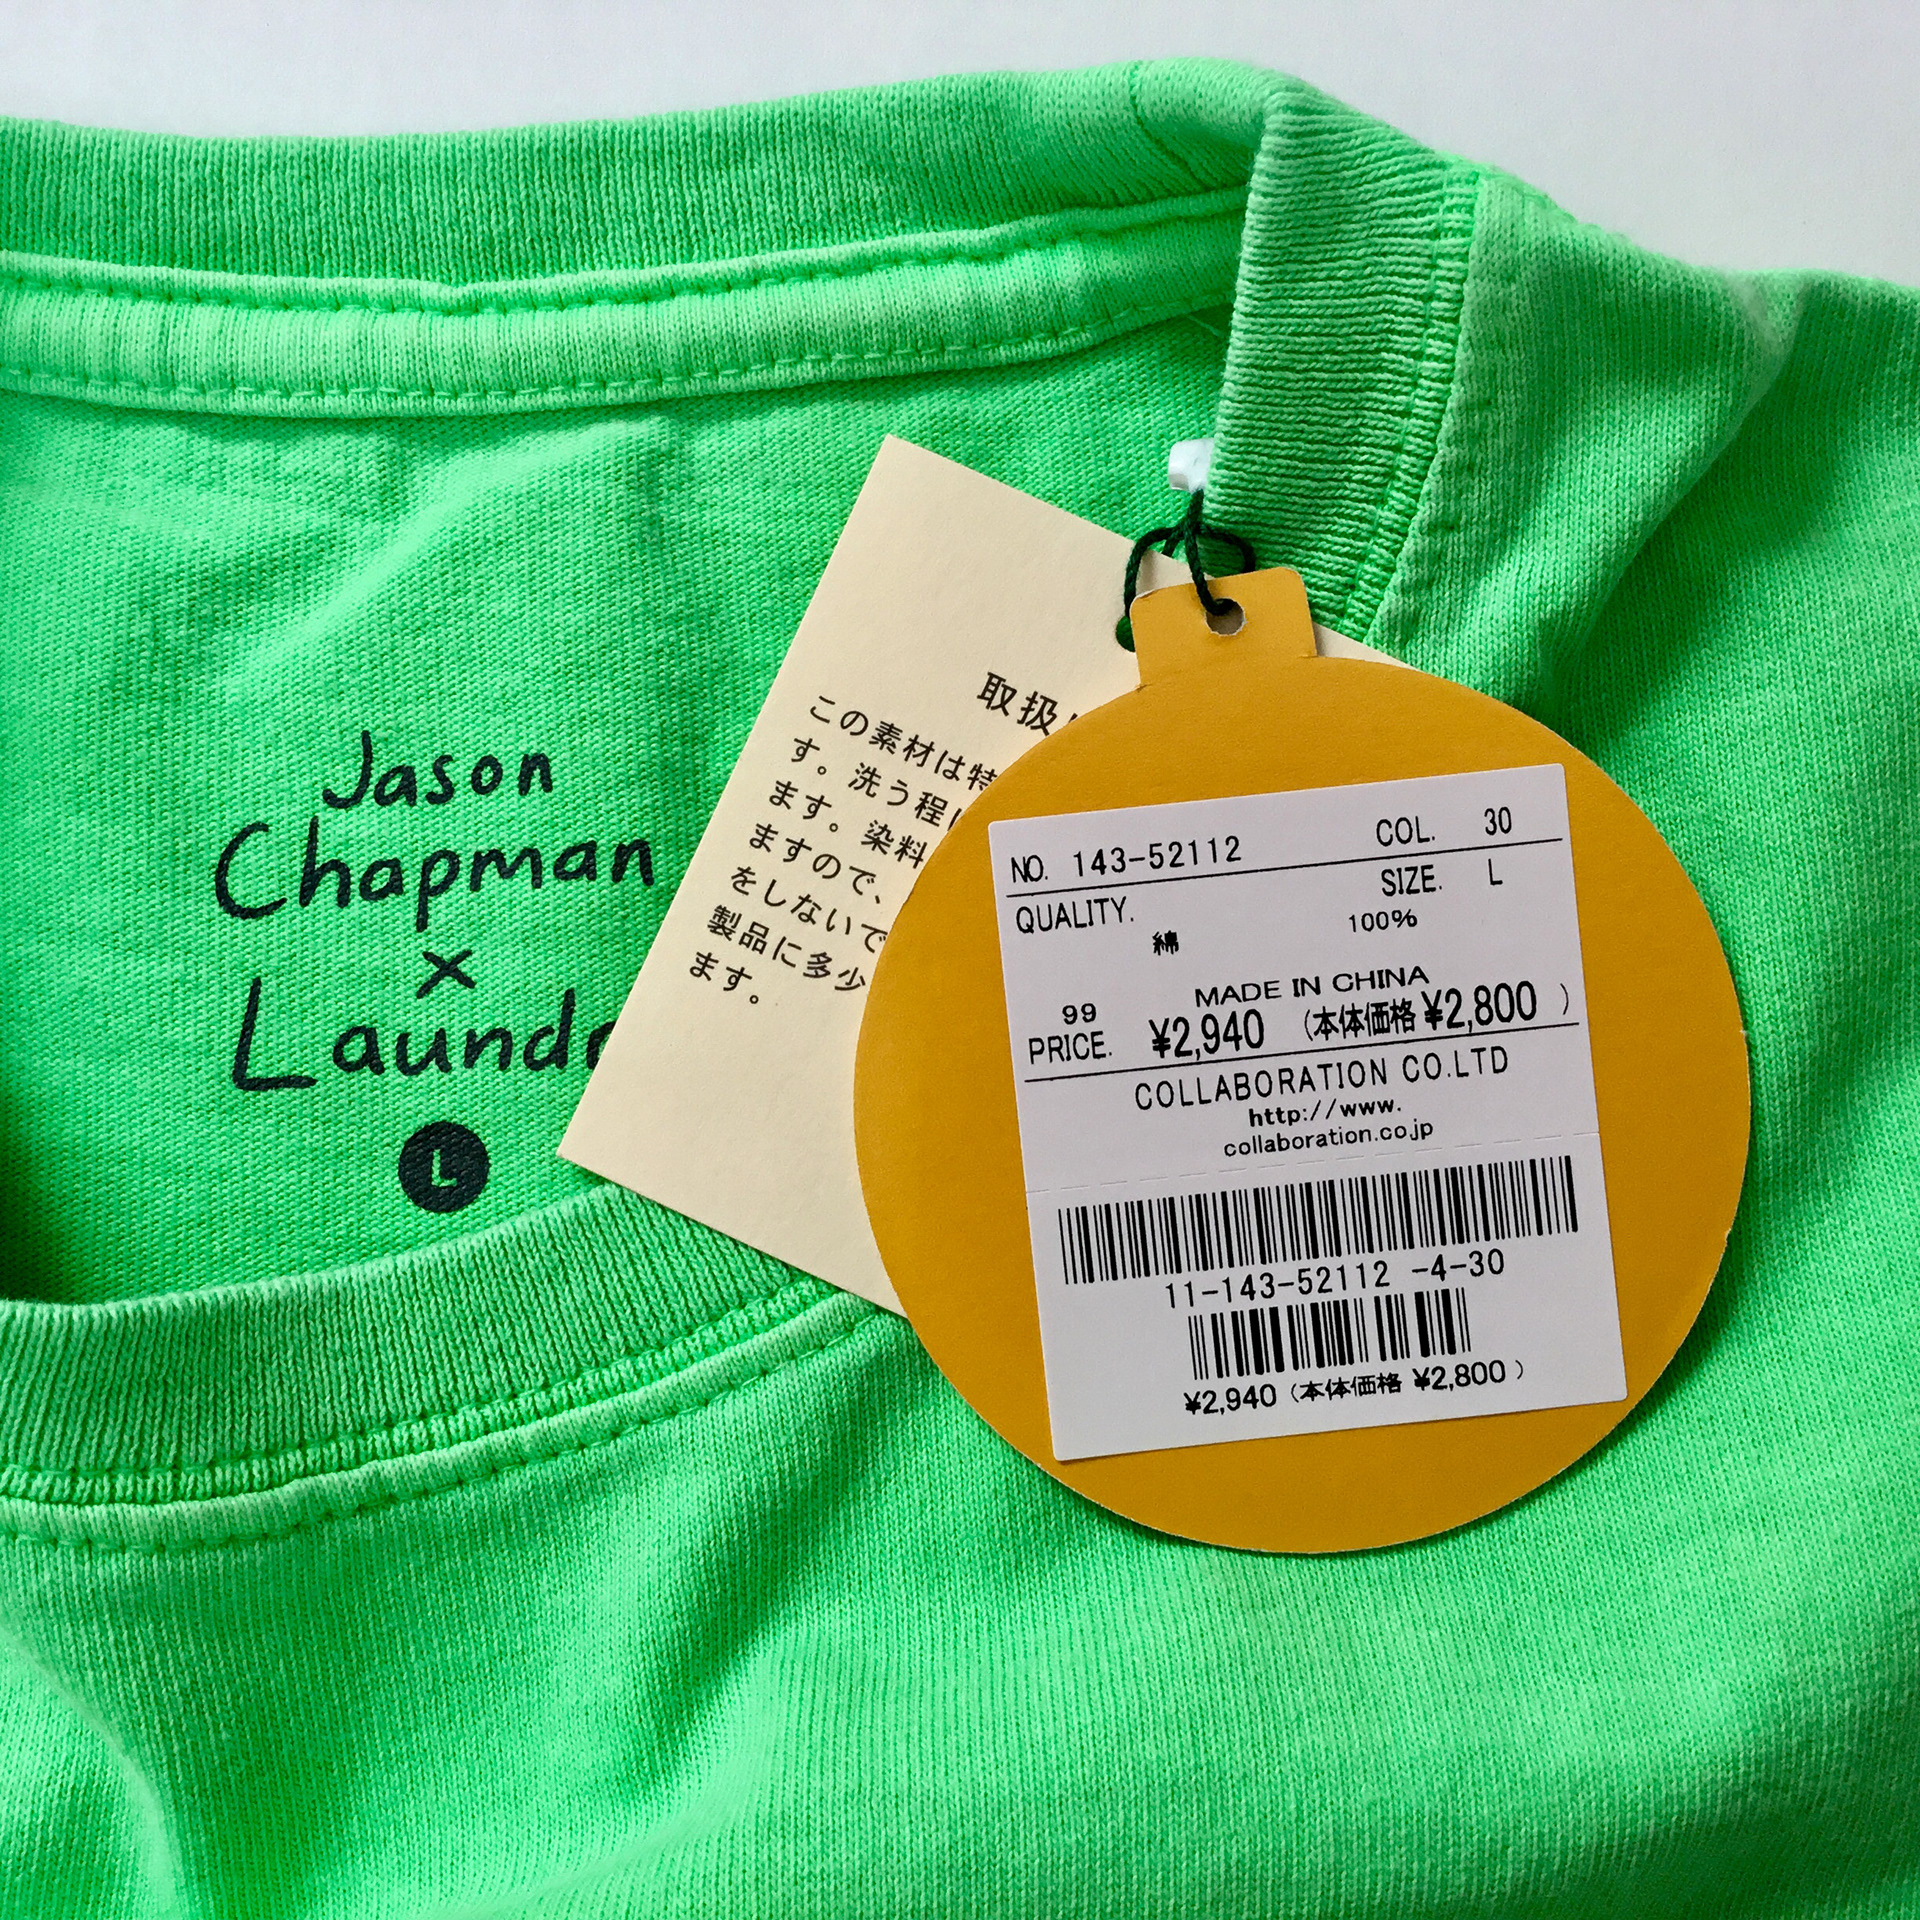 Jason
Chapman
x
Laundr
L
取扱
この素材は特
す。洗う程に
ます。染料
ますので、
をしないで
製品に多少
ます。
NO. 143-52112 COL. 30
SIZE. L
QUALITY.
綿 100%
MADE IN CHINA
99
PRICE. ¥2,940 (本体価格 ¥2,800 )
COLLABORATION CO.LTD
http://www.
collaboration.co.jp
11-143-52112 -4-30
¥2,940 (本体価格 ¥2,800 )